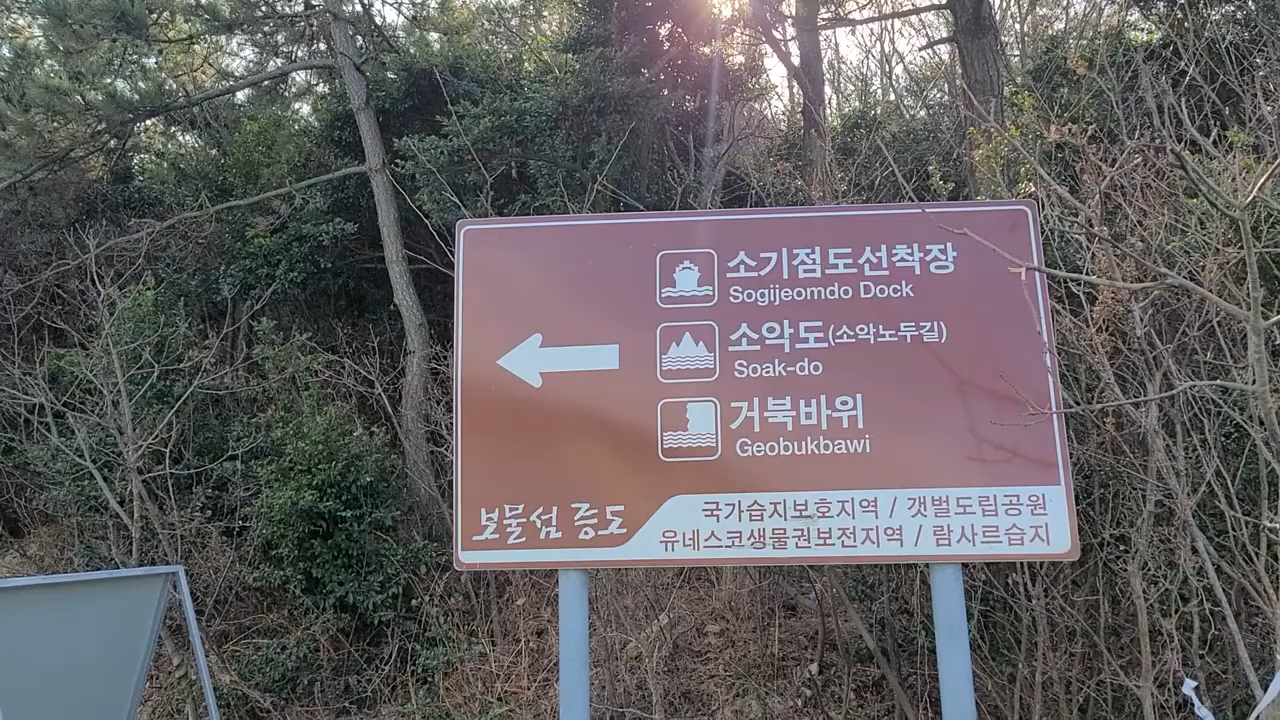 소기점도선착장
Sogijeomdo Dock
소악도(소악노두길)
Soak-do
거북바위
Geobukbawi
보물섬 증도
국가습지보호지역 / 갯벌도립공원
유네스코생물권보전지역 / 람사르습지